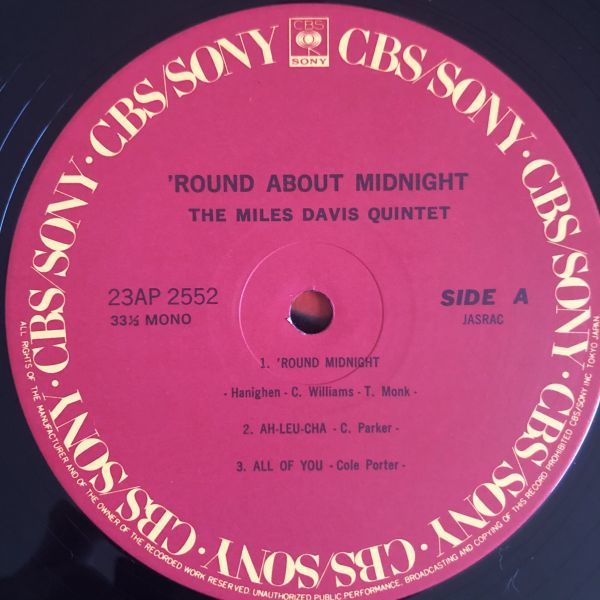 CBS
SONY
CBS/SONY · CBS/SONY · CBS/SONY · CBS/SONY · CBS/SONY · CBS/SONY · CBS/SONY · CBS/SONY
'ROUND ABOUT MIDNIGHT
THE MILES DAVIS QUINTET
23AP 2552
33⅓ MONO
SIDE A
JASRAC
1. 'ROUND MIDNIGHT
- Hanighen - C. Williams - T. Monk -
2. AH-LEU-CHA - C. Parker -
3. ALL OF YOU - Cole Porter -
ALL RIGHTS OF THE MANUFACTURER AND OF THE OWNER OF THE RECORDED WORK RESERVED. UNAUTHORIZED PUBLIC PERFORMANCE, BROADCASTING AND COPYING OF THIS RECORD PROHIBITED CBS/SONY INC. TOKYO JAPAN